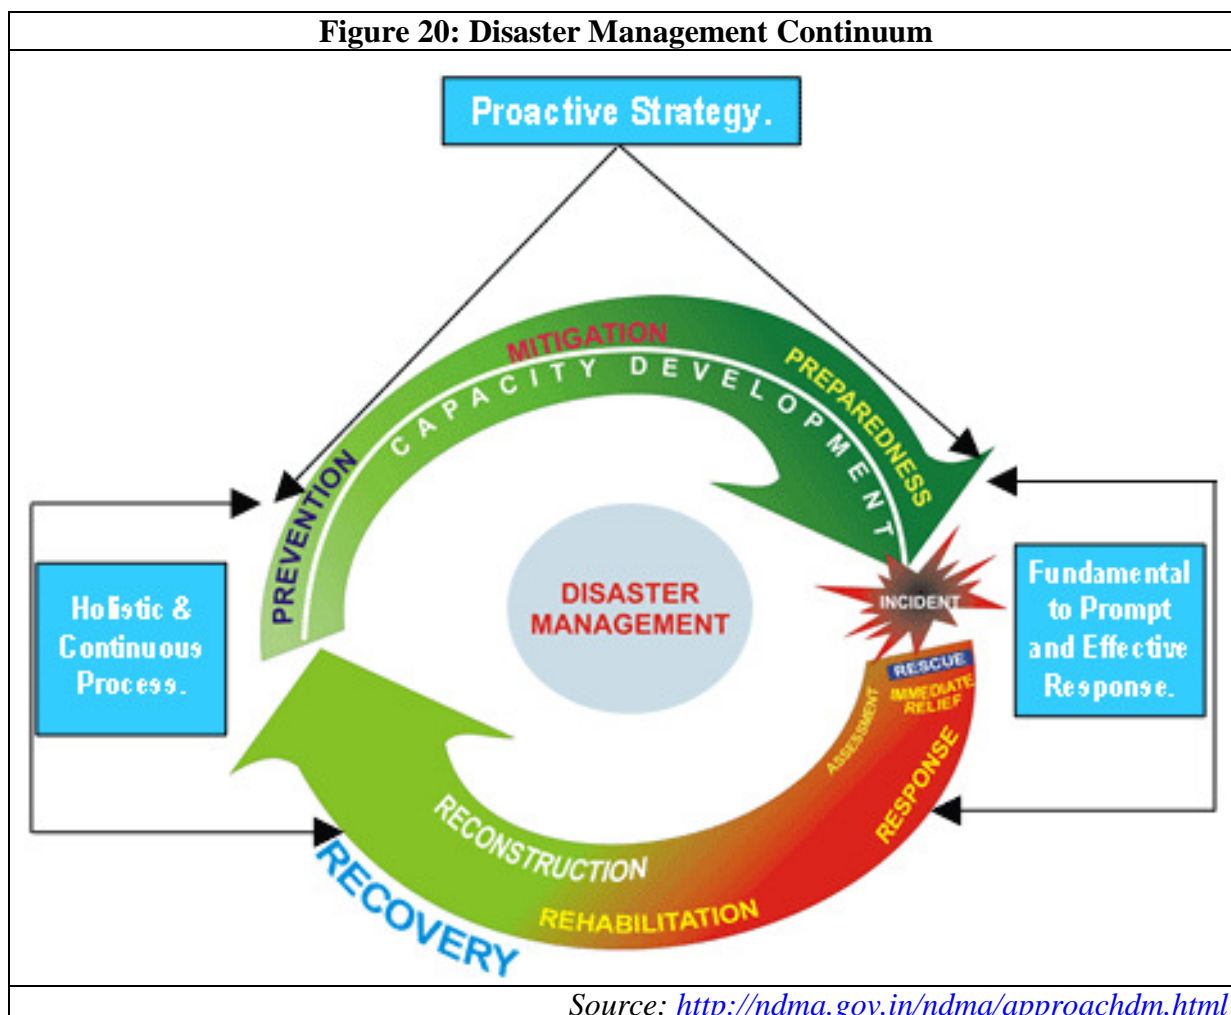 Figure 20: Disaster Management Continuum
Proactive Strategy.
MITIGATION
CAPACITY DEVELOPMENT
PREPAREDNESS
PREVENTION
Holistic &
Continuous
Process.
DISASTER
MANAGEMENT
INCIDENT
Fundamental
to Prompt
and Effective
Response.
RESCUE
IMMEDIATE
RELIEF
ASSESSMENT
RESPONSE
RECONSTRUCTION
REHABILITATION
RECOVERY
Source: http://ndma.gov.in/ndma/approachdm.html